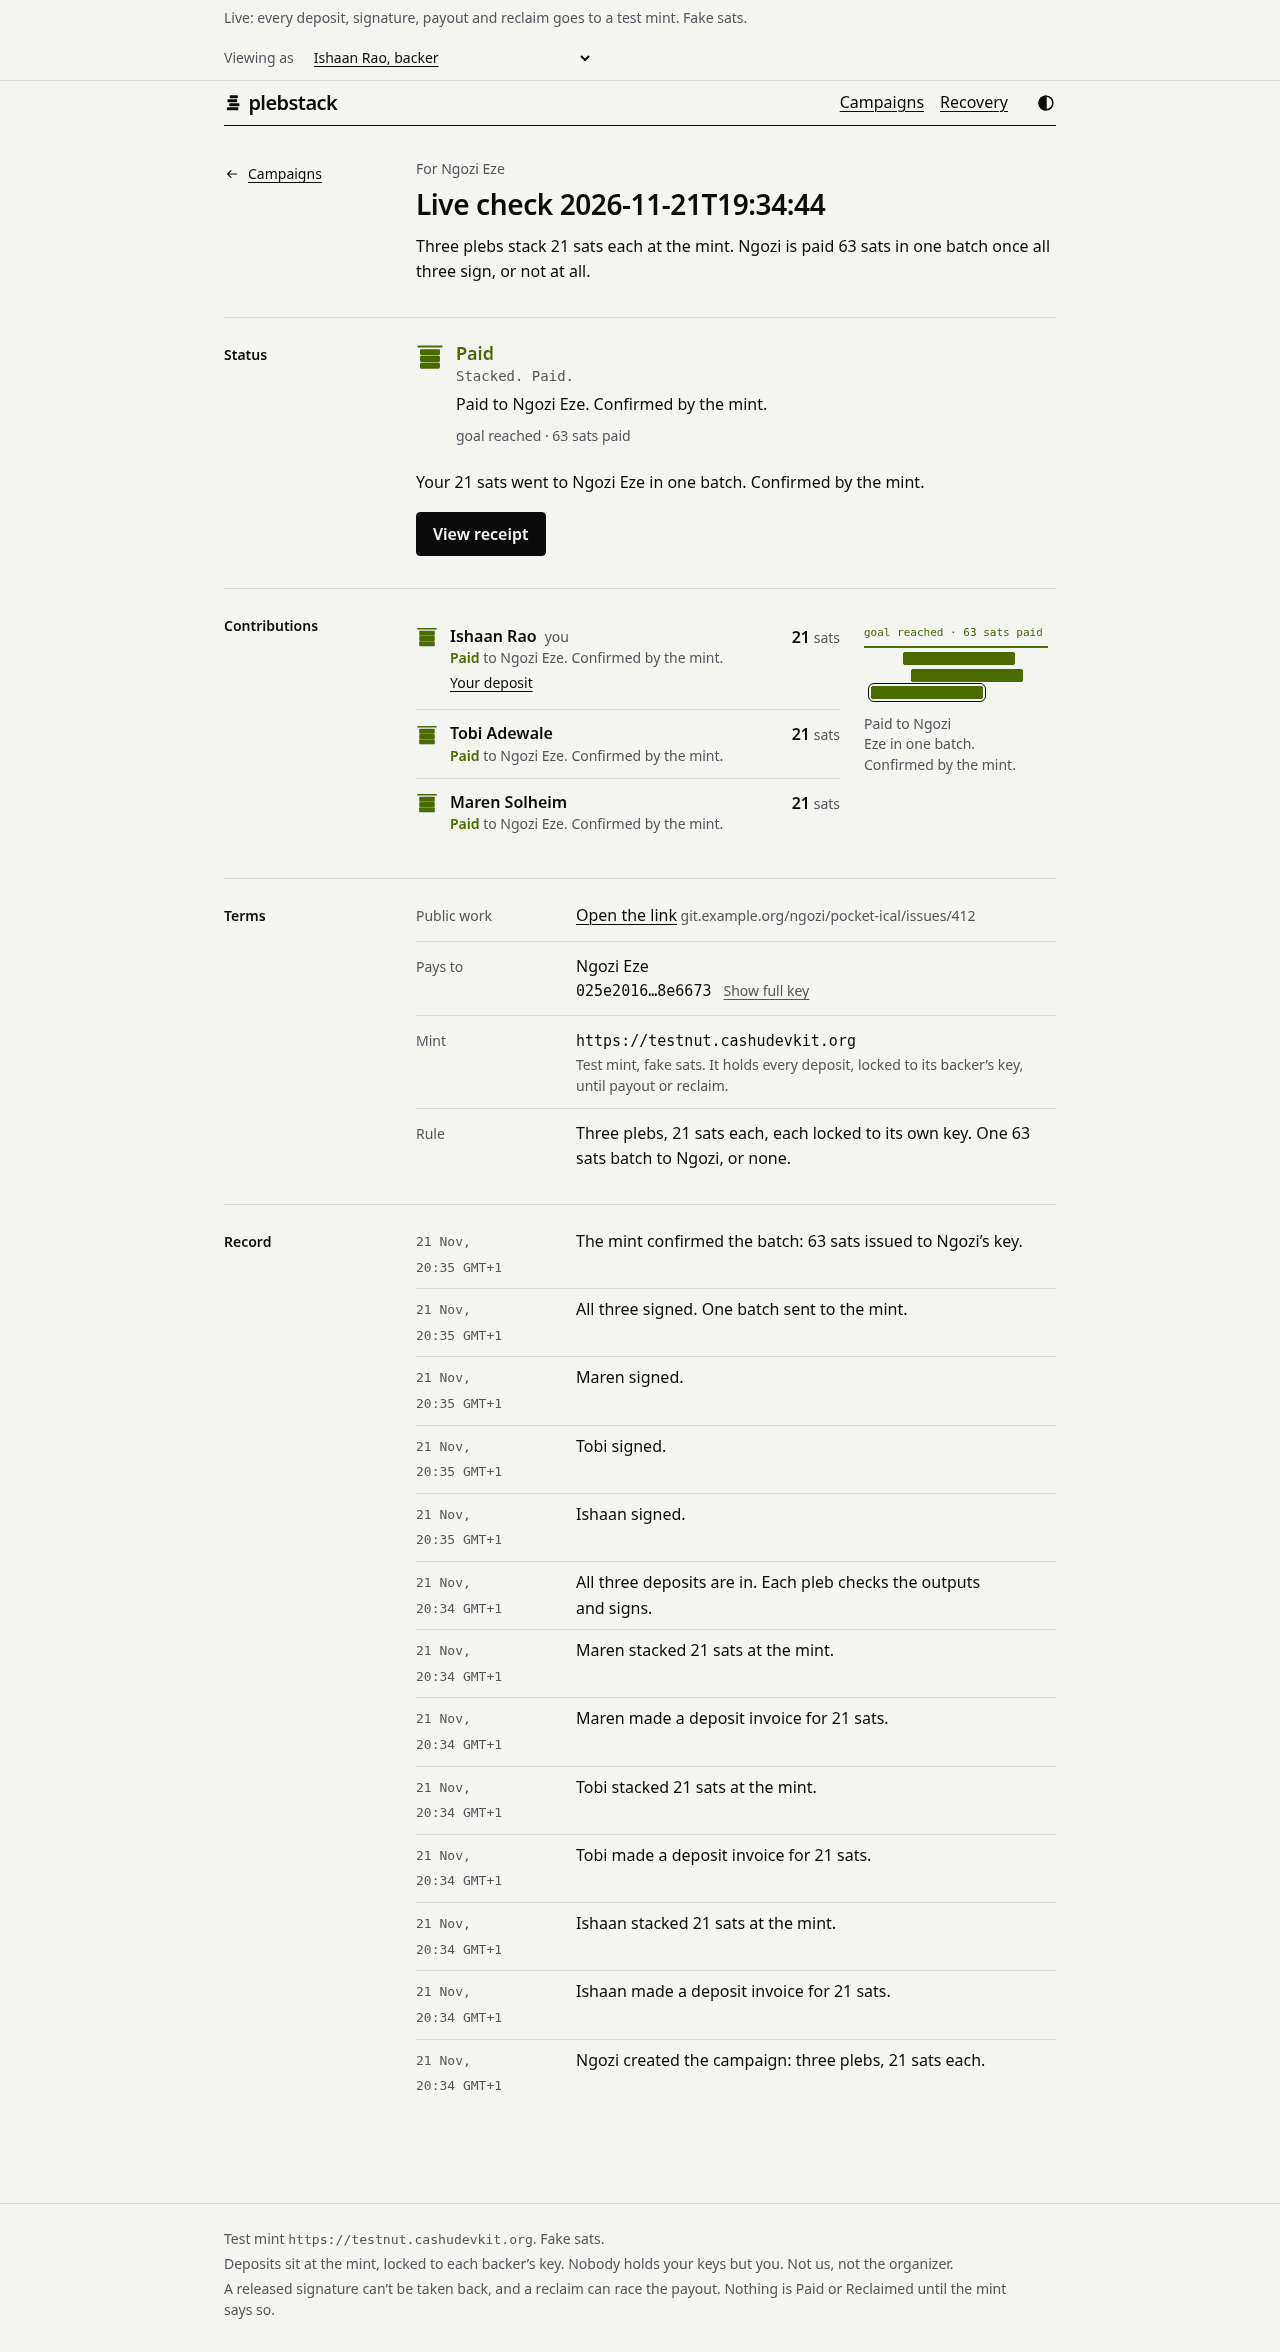 Live: every deposit, signature, payout and reclaim goes to a test mint. Fake sats.
Viewing as Ishaan Rao, backer
plebstack
Campaigns Recovery
← Campaigns
For Ngozi Eze
Live check 2026-11-21T19:34:44
Three plebs stack 21 sats each at the mint. Ngozi is paid 63 sats in one batch once all
three sign, or not at all.
Status
Paid
Stacked. Paid.
Paid to Ngozi Eze. Confirmed by the mint.
goal reached · 63 sats paid
Your 21 sats went to Ngozi Eze in one batch. Confirmed by the mint.
View receipt
Contributions
Ishaan Rao you
21 sats
Paid to Ngozi Eze. Confirmed by the mint.
Your deposit
Tobi Adewale
21 sats
Paid to Ngozi Eze. Confirmed by the mint.
Maren Solheim
21 sats
Paid to Ngozi Eze. Confirmed by the mint.
goal reached · 63 sats paid
Paid to Ngozi
Eze in one batch.
Confirmed by the mint.
Terms
Public work
Open the link git.example.org/ngozi/pocket-ical/issues/412
Pays to
Ngozi Eze
025e2016…8e6673 Show full key
Mint
https://testnut.cashudevkit.org
Test mint, fake sats. It holds every deposit, locked to its backer’s key,
until payout or reclaim.
Rule
Three plebs, 21 sats each, each locked to its own key. One 63
sats batch to Ngozi, or none.
Record
21 Nov,
20:35 GMT+1
The mint confirmed the batch: 63 sats issued to Ngozi’s key.
21 Nov,
20:35 GMT+1
All three signed. One batch sent to the mint.
21 Nov,
20:35 GMT+1
Maren signed.
21 Nov,
20:35 GMT+1
Tobi signed.
21 Nov,
20:35 GMT+1
Ishaan signed.
21 Nov,
20:34 GMT+1
All three deposits are in. Each pleb checks the outputs
and signs.
21 Nov,
20:34 GMT+1
Maren stacked 21 sats at the mint.
21 Nov,
20:34 GMT+1
Maren made a deposit invoice for 21 sats.
21 Nov,
20:34 GMT+1
Tobi stacked 21 sats at the mint.
21 Nov,
20:34 GMT+1
Tobi made a deposit invoice for 21 sats.
21 Nov,
20:34 GMT+1
Ishaan stacked 21 sats at the mint.
21 Nov,
20:34 GMT+1
Ishaan made a deposit invoice for 21 sats.
21 Nov,
20:34 GMT+1
Ngozi created the campaign: three plebs, 21 sats each.
Test mint https://testnut.cashudevkit.org. Fake sats.
Deposits sit at the mint, locked to each backer’s key. Nobody holds your keys but you. Not us, not the organizer.
A released signature can’t be taken back, and a reclaim can race the payout. Nothing is Paid or Reclaimed until the mint
says so.